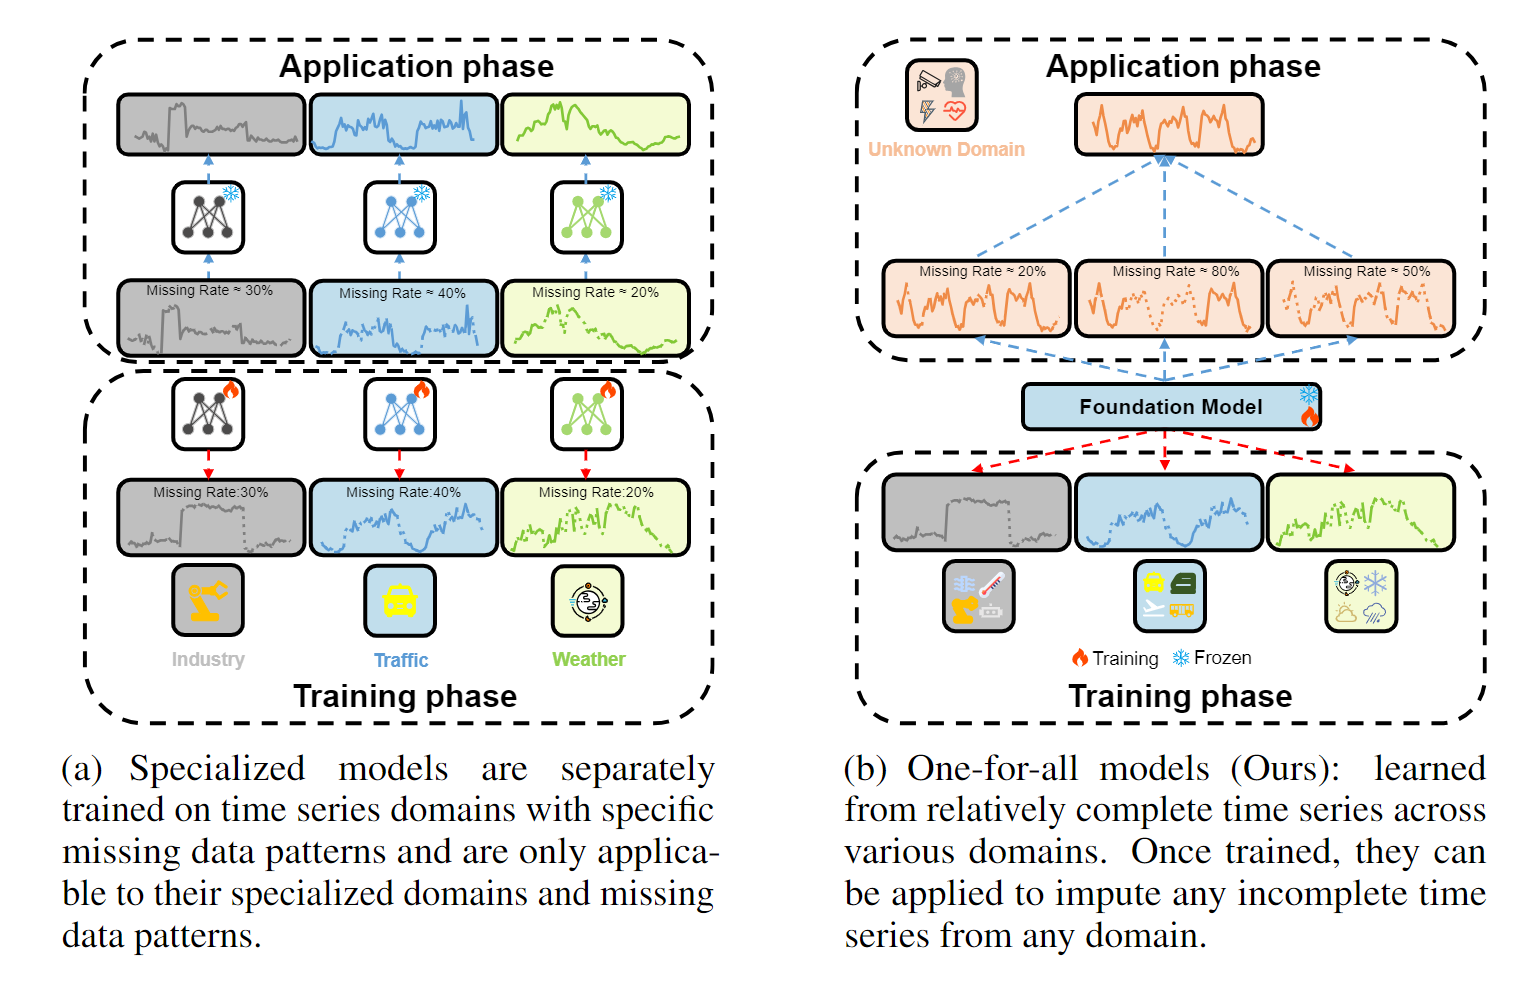 Application phase
Missing Rate ≈ 30%
Missing Rate ≈ 40%
Missing Rate ≈ 20%
Missing Rate:30%
Missing Rate:40%
Missing Rate:20%
Industry
Traffic
Weather
Training phase
(a) Specialized models are separately
trained on time series domains with specific
missing data patterns and are only applica-
ble to their specialized domains and missing
data patterns.
Application phase
Unknown Domain
Missing Rate ≈ 20%
Missing Rate ≈ 80%
Missing Rate ≈ 50%
Foundation Model
Training
Frozen
Training phase
(b) One-for-all models (Ours): learned
from relatively complete time series across
various domains. Once trained, they can
be applied to impute any incomplete time
series from any domain.